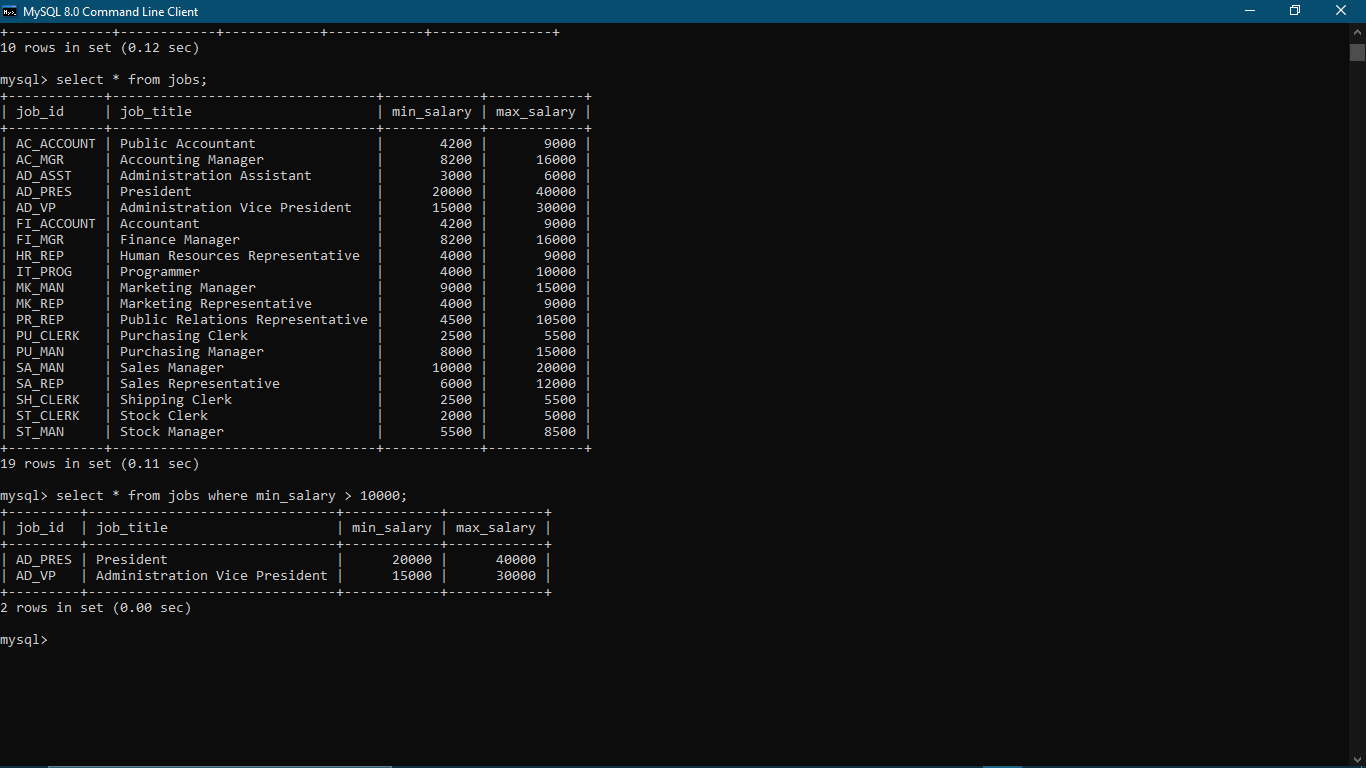 MySQL 8.0 Command Line Client
+-------------+------------+------------+------------+---------------+
10 rows in set (0.12 sec)
mysql> select * from jobs;
+------------+---------------------------------+------------+------------+
| job_id     | job_title                       | min_salary | max_salary |
+------------+---------------------------------+------------+------------+
| AC_ACCOUNT | Public Accountant               |       4200 |       9000 |
| AC_MGR     | Accounting Manager              |       8200 |      16000 |
| AD_ASST    | Administration Assistant        |       3000 |       6000 |
| AD_PRES    | President                       |      20000 |      40000 |
| AD_VP      | Administration Vice President   |      15000 |      30000 |
| FI_ACCOUNT | Accountant                      |       4200 |       9000 |
| FI_MGR     | Finance Manager                 |       8200 |      16000 |
| HR_REP     | Human Resources Representative  |       4000 |       9000 |
| IT_PROG    | Programmer                      |       4000 |      10000 |
| MK_MAN     | Marketing Manager               |       9000 |      15000 |
| MK_REP     | Marketing Representative        |       4000 |       9000 |
| PR_REP     | Public Relations Representative |       4500 |      10500 |
| PU_CLERK   | Purchasing Clerk                |       2500 |       5500 |
| PU_MAN     | Purchasing Manager              |       8000 |      15000 |
| SA_MAN     | Sales Manager                   |      10000 |      20000 |
| SA_REP     | Sales Representative            |       6000 |      12000 |
| SH_CLERK   | Shipping Clerk                  |       2500 |       5500 |
| ST_CLERK   | Stock Clerk                     |       2000 |       5000 |
| ST_MAN     | Stock Manager                   |       5500 |       8500 |
+------------+---------------------------------+------------+------------+
19 rows in set (0.11 sec)
mysql> select * from jobs where min_salary > 10000;
+---------+-------------------------------+------------+------------+
| job_id  | job_title                     | min_salary | max_salary |
+---------+-------------------------------+------------+------------+
| AD_PRES | President                     |      20000 |      40000 |
| AD_VP   | Administration Vice President |      15000 |      30000 |
+---------+-------------------------------+------------+------------+
2 rows in set (0.00 sec)
mysql>